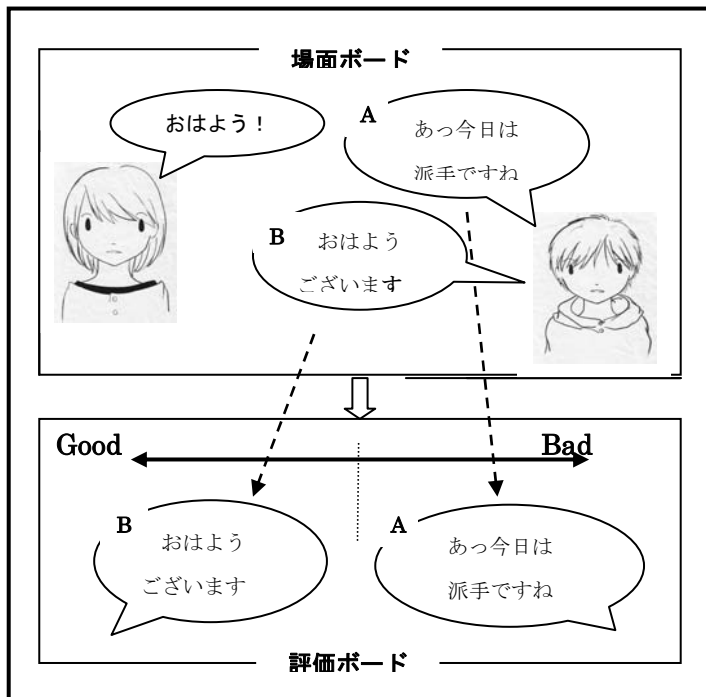 場面ボード
おはよう！
A
あっ今日は
派手ですね
B
おはよう
ございます
Good
Bad
B
おはよう
ございます
A
あっ今日は
派手ですね
評価ボード